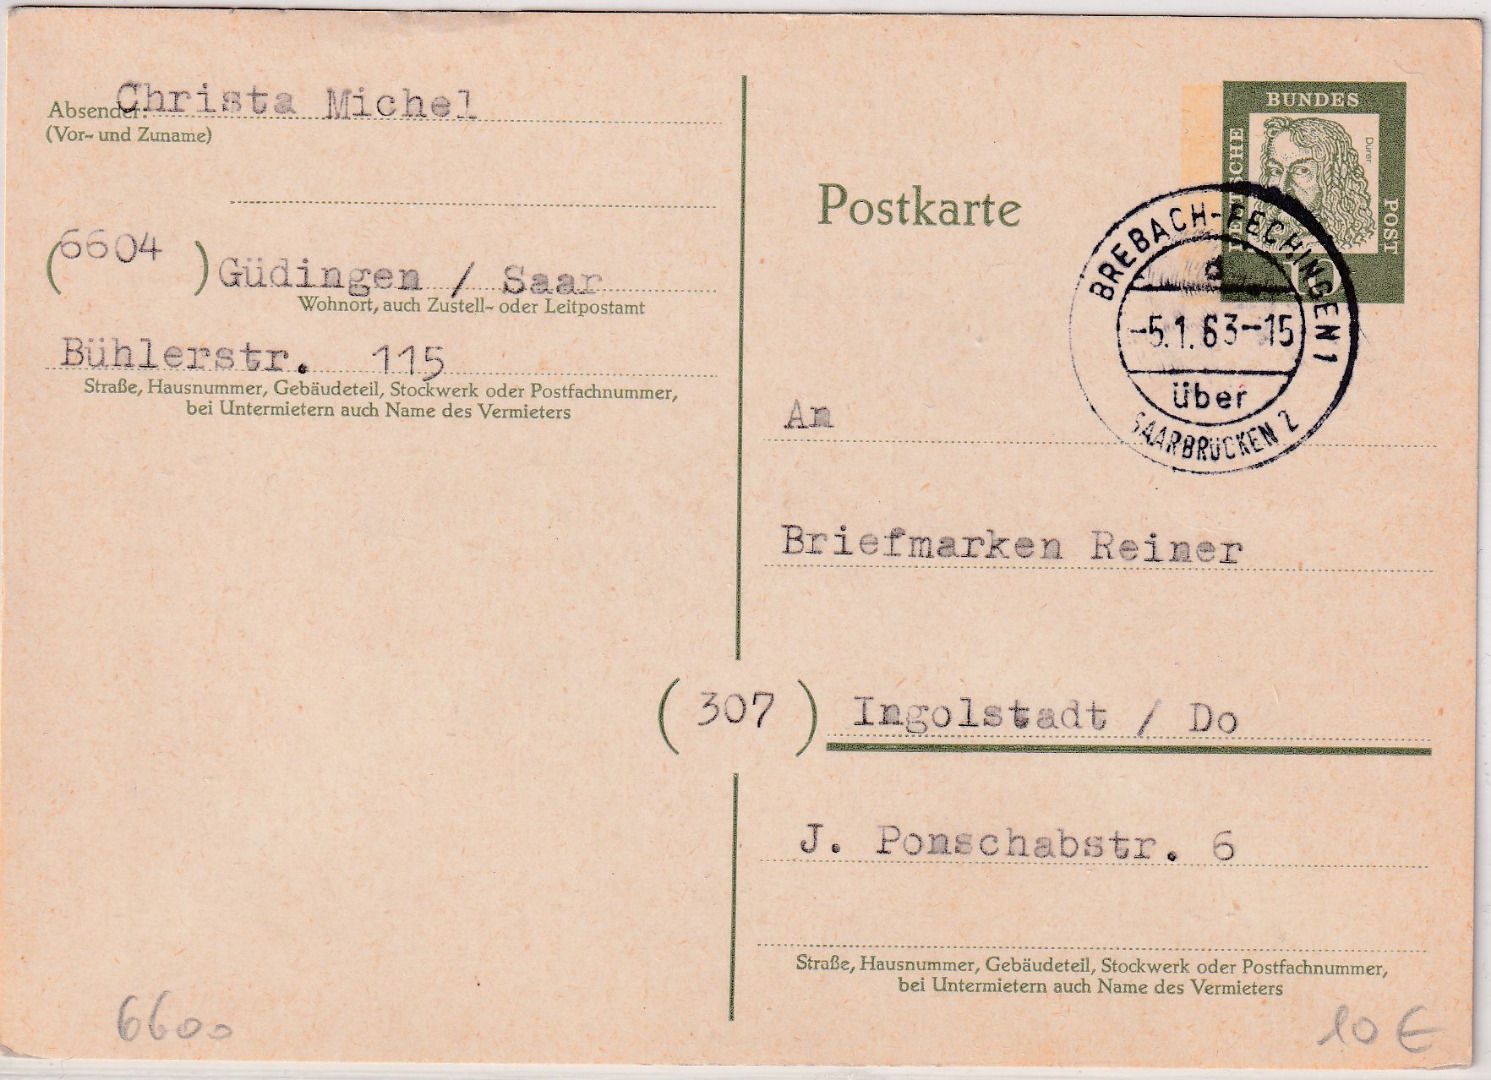 Christa Michel
Absender:
(Vor- und Zuname)
(6604) Güdingen / Saar
Wohnort, auch Zustell- oder Leitpostamt
Bühlerstr. 115
Straße, Hausnummer, Gebäudeteil, Stockwerk oder Postfachnummer,
bei Untermietern auch Name des Vermieters
6600
Postkarte
DEUTSCHE
BUNDES
POST
Dürer
10
BREBACH-FECHINGEN 1
a
-5.1.63-15
über
SAARBRÜCKEN 2
An
Briefmarken Reiner
(307) Ingolstadt / Do
J. Ponschabstr. 6
Straße, Hausnummer, Gebäudeteil, Stockwerk oder Postfachnummer,
bei Untermietern auch Name des Vermieters
10 €